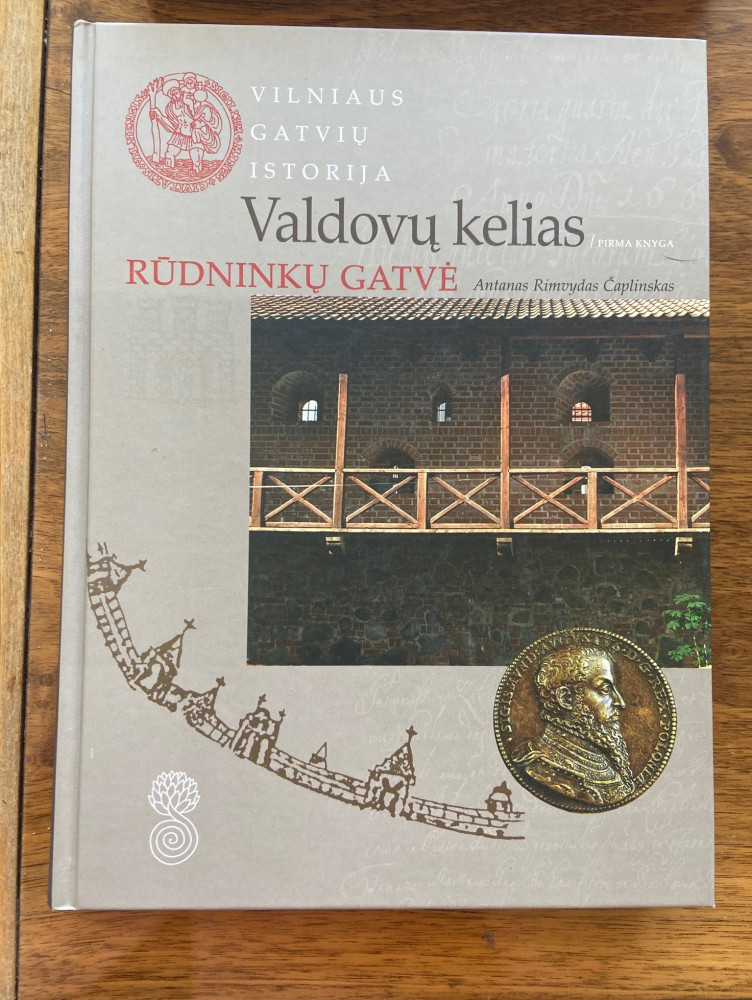 VILNIAUS
GATVIŲ
ISTORIJA
Valdovų kelias / PIRMA KNYGA
RŪDNINKŲ GATVĖ Antanas Rimvydas Čaplinskas